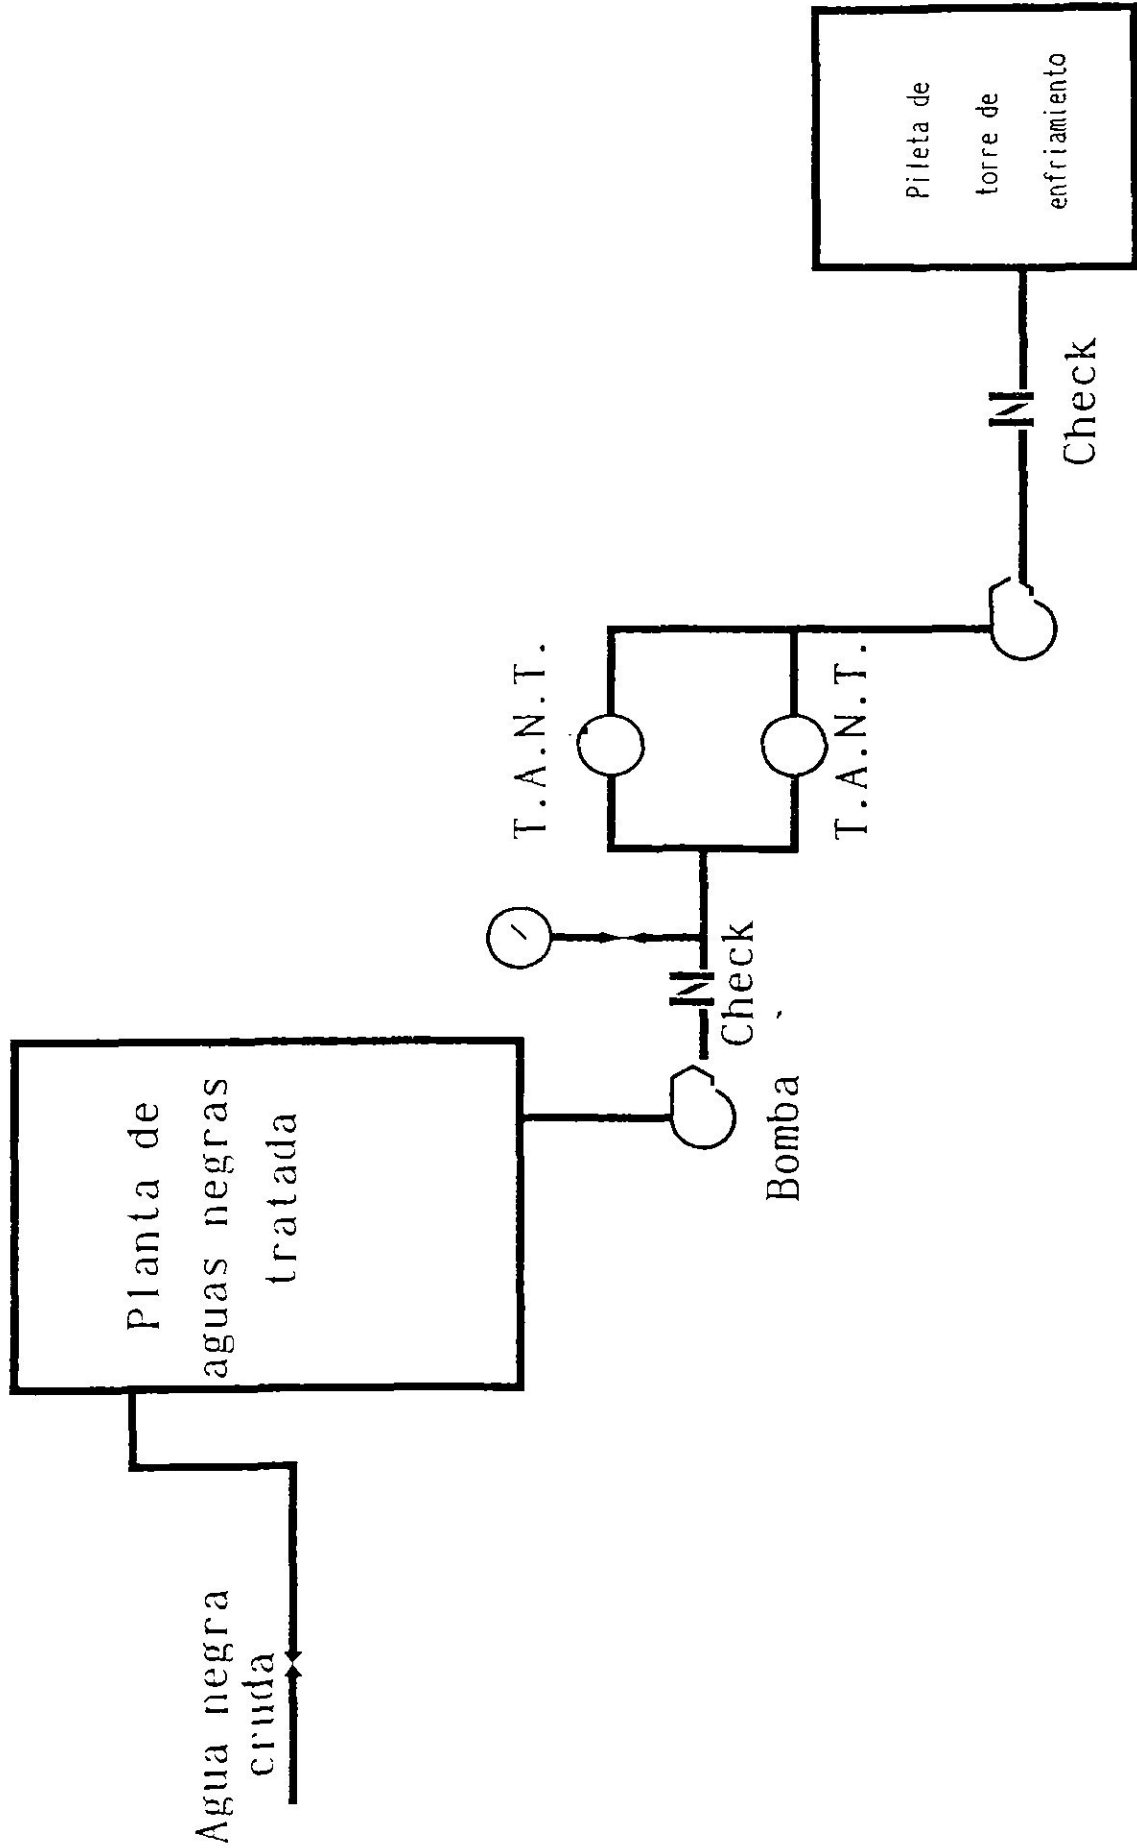 Agua negra
cruda
Planta de
aguas negras
tratada
Bomba
Check
T.A.N.T.
T.A.N.T.
Check
Pileta de
torre de
enfriamiento